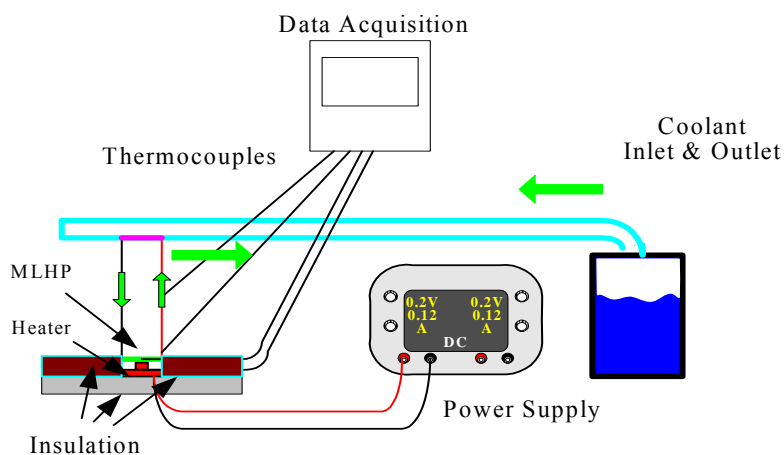 Data Acquisition
Thermocouples
Coolant
Inlet & Outlet
MLHP
Heater
0.2V 0.2V
0.12 0.12
A A
DC
Power Supply
Insulation